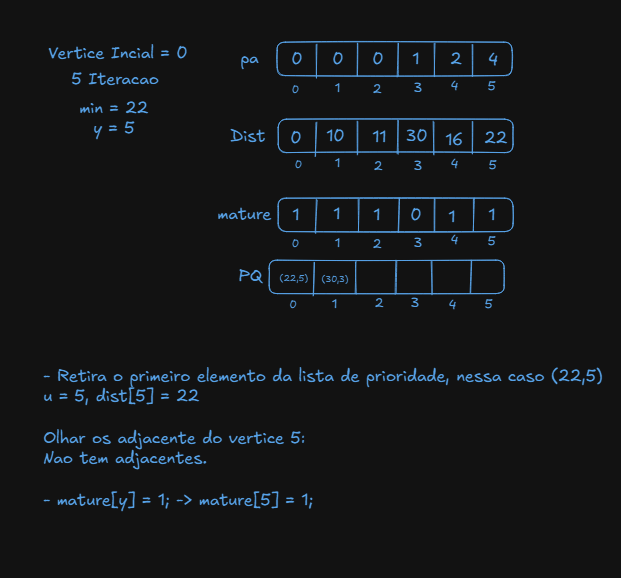 Vertice Incial = 0
5 Iteracao
min = 22
y = 5
pa 0 0 0 1 2 4
0 1 2 3 4 5
Dist 0 10 11 30 16 22
0 1 2 3 4 5
mature 1 1 1 0 1 1
0 1 2 3 4 5
PQ (22,5) (30,3)
0 1 2 3 4 5
- Retira o primeiro elemento da lista de prioridade, nessa caso (22,5)
u = 5, dist[5] = 22
Olhar os adjacente do vertice 5:
Nao tem adjacentes.
- mature[y] = 1; -> mature[5] = 1;